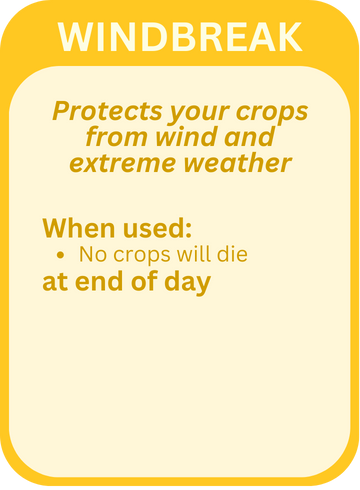 WINDBREAK
Protects your crops
from wind and
extreme weather
When used:
• No crops will die
at end of day